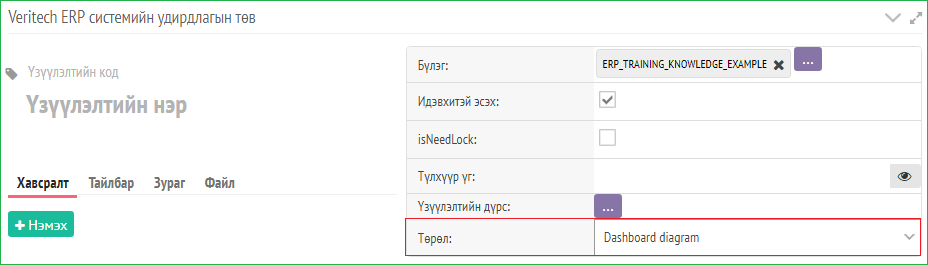 Veritech ERP системийн удирдлагын төв
Үзүүлэлтийн код
Үзүүлэлтийн нэр
Хавсралт Тайлбар Зураг Файл
+ Нэмэх
Бүлэг: ERP_TRAINING_KNOWLEDGE_EXAMPLE ✖ ...
Идэвхитэй эсэх:
isNeedLock:
Түлхүүр үг:
Үзүүлэлтийн дүрс: ...
Төрөл: Dashboard diagram